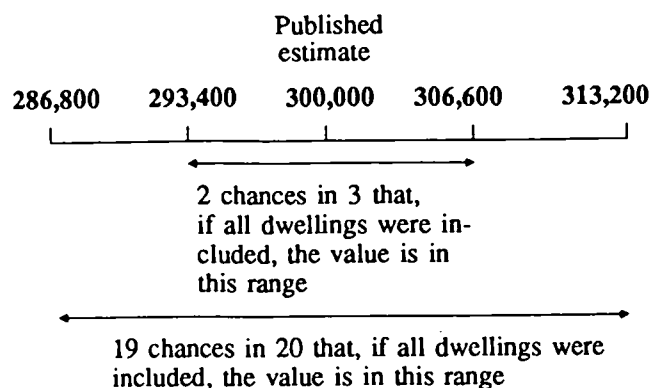 Published
estimate
286,800 293,400 300,000 306,600 313,200
2 chances in 3 that,
if all dwellings were in-
cluded, the value is in
this range
19 chances in 20 that, if all dwellings were
included, the value is in this range